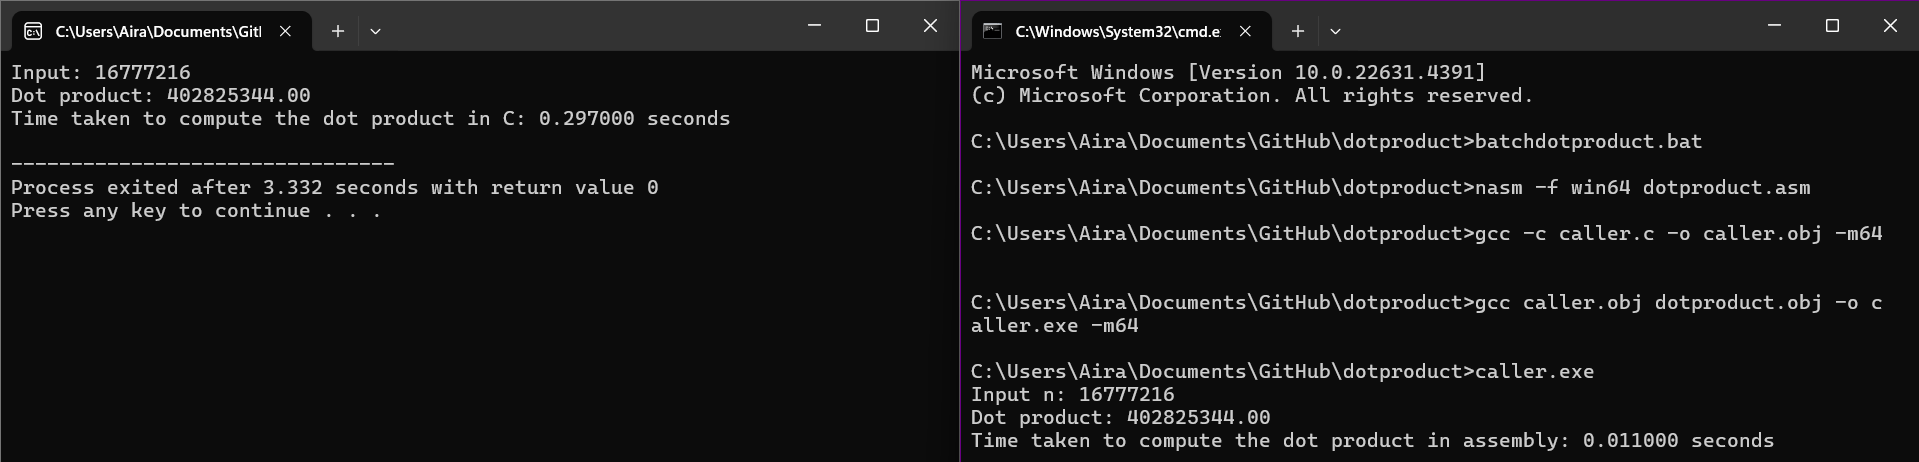 C:\Users\Aira\Documents\Git
Input: 16777216
Dot product: 402825344.00
Time taken to compute the dot product in C: 0.297000 seconds
--------------------------------
Process exited after 3.332 seconds with return value 0
Press any key to continue . . .
C:\Windows\System32\cmd.e
Microsoft Windows [Version 10.0.22631.4391]
(c) Microsoft Corporation. All rights reserved.
C:\Users\Aira\Documents\GitHub\dotproduct>batchdotproduct.bat
C:\Users\Aira\Documents\GitHub\dotproduct>nasm -f win64 dotproduct.asm
C:\Users\Aira\Documents\GitHub\dotproduct>gcc -c caller.c -o caller.obj -m64
C:\Users\Aira\Documents\GitHub\dotproduct>gcc caller.obj dotproduct.obj -o c
aller.exe -m64
C:\Users\Aira\Documents\GitHub\dotproduct>caller.exe
Input n: 16777216
Dot product: 402825344.00
Time taken to compute the dot product in assembly: 0.011000 seconds